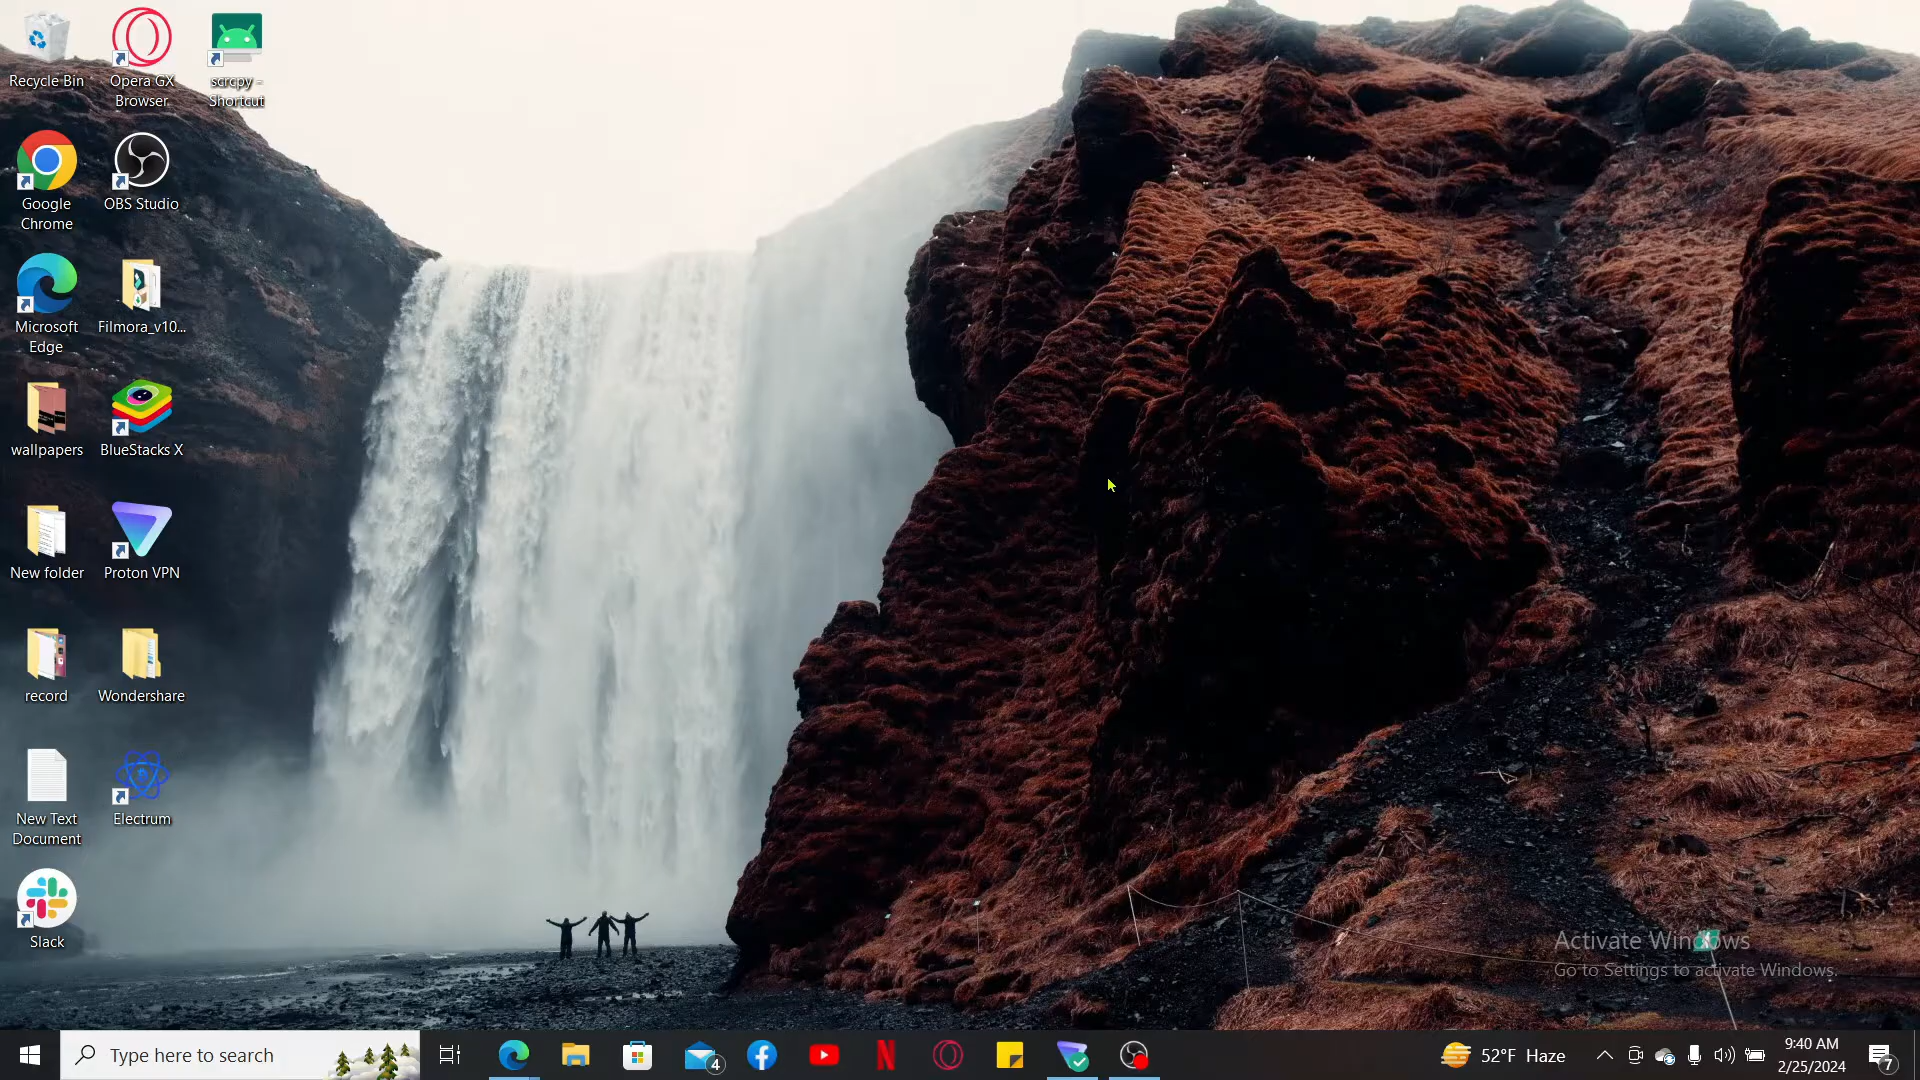 Recycle Bin
Opera GX
Browser
scrcpy -
Shortcut
Google
Chrome
OBS Studio
Microsoft
Edge
Filmora_v10...
wallpapers
BlueStacks X
New folder
Proton VPN
record
Wondershare
New Text
Document
Electrum
Slack
Activate Windows
Go to Settings to activate Windows.
Type here to search
4
52°F Haze
9:40 AM
2/25/2024
7